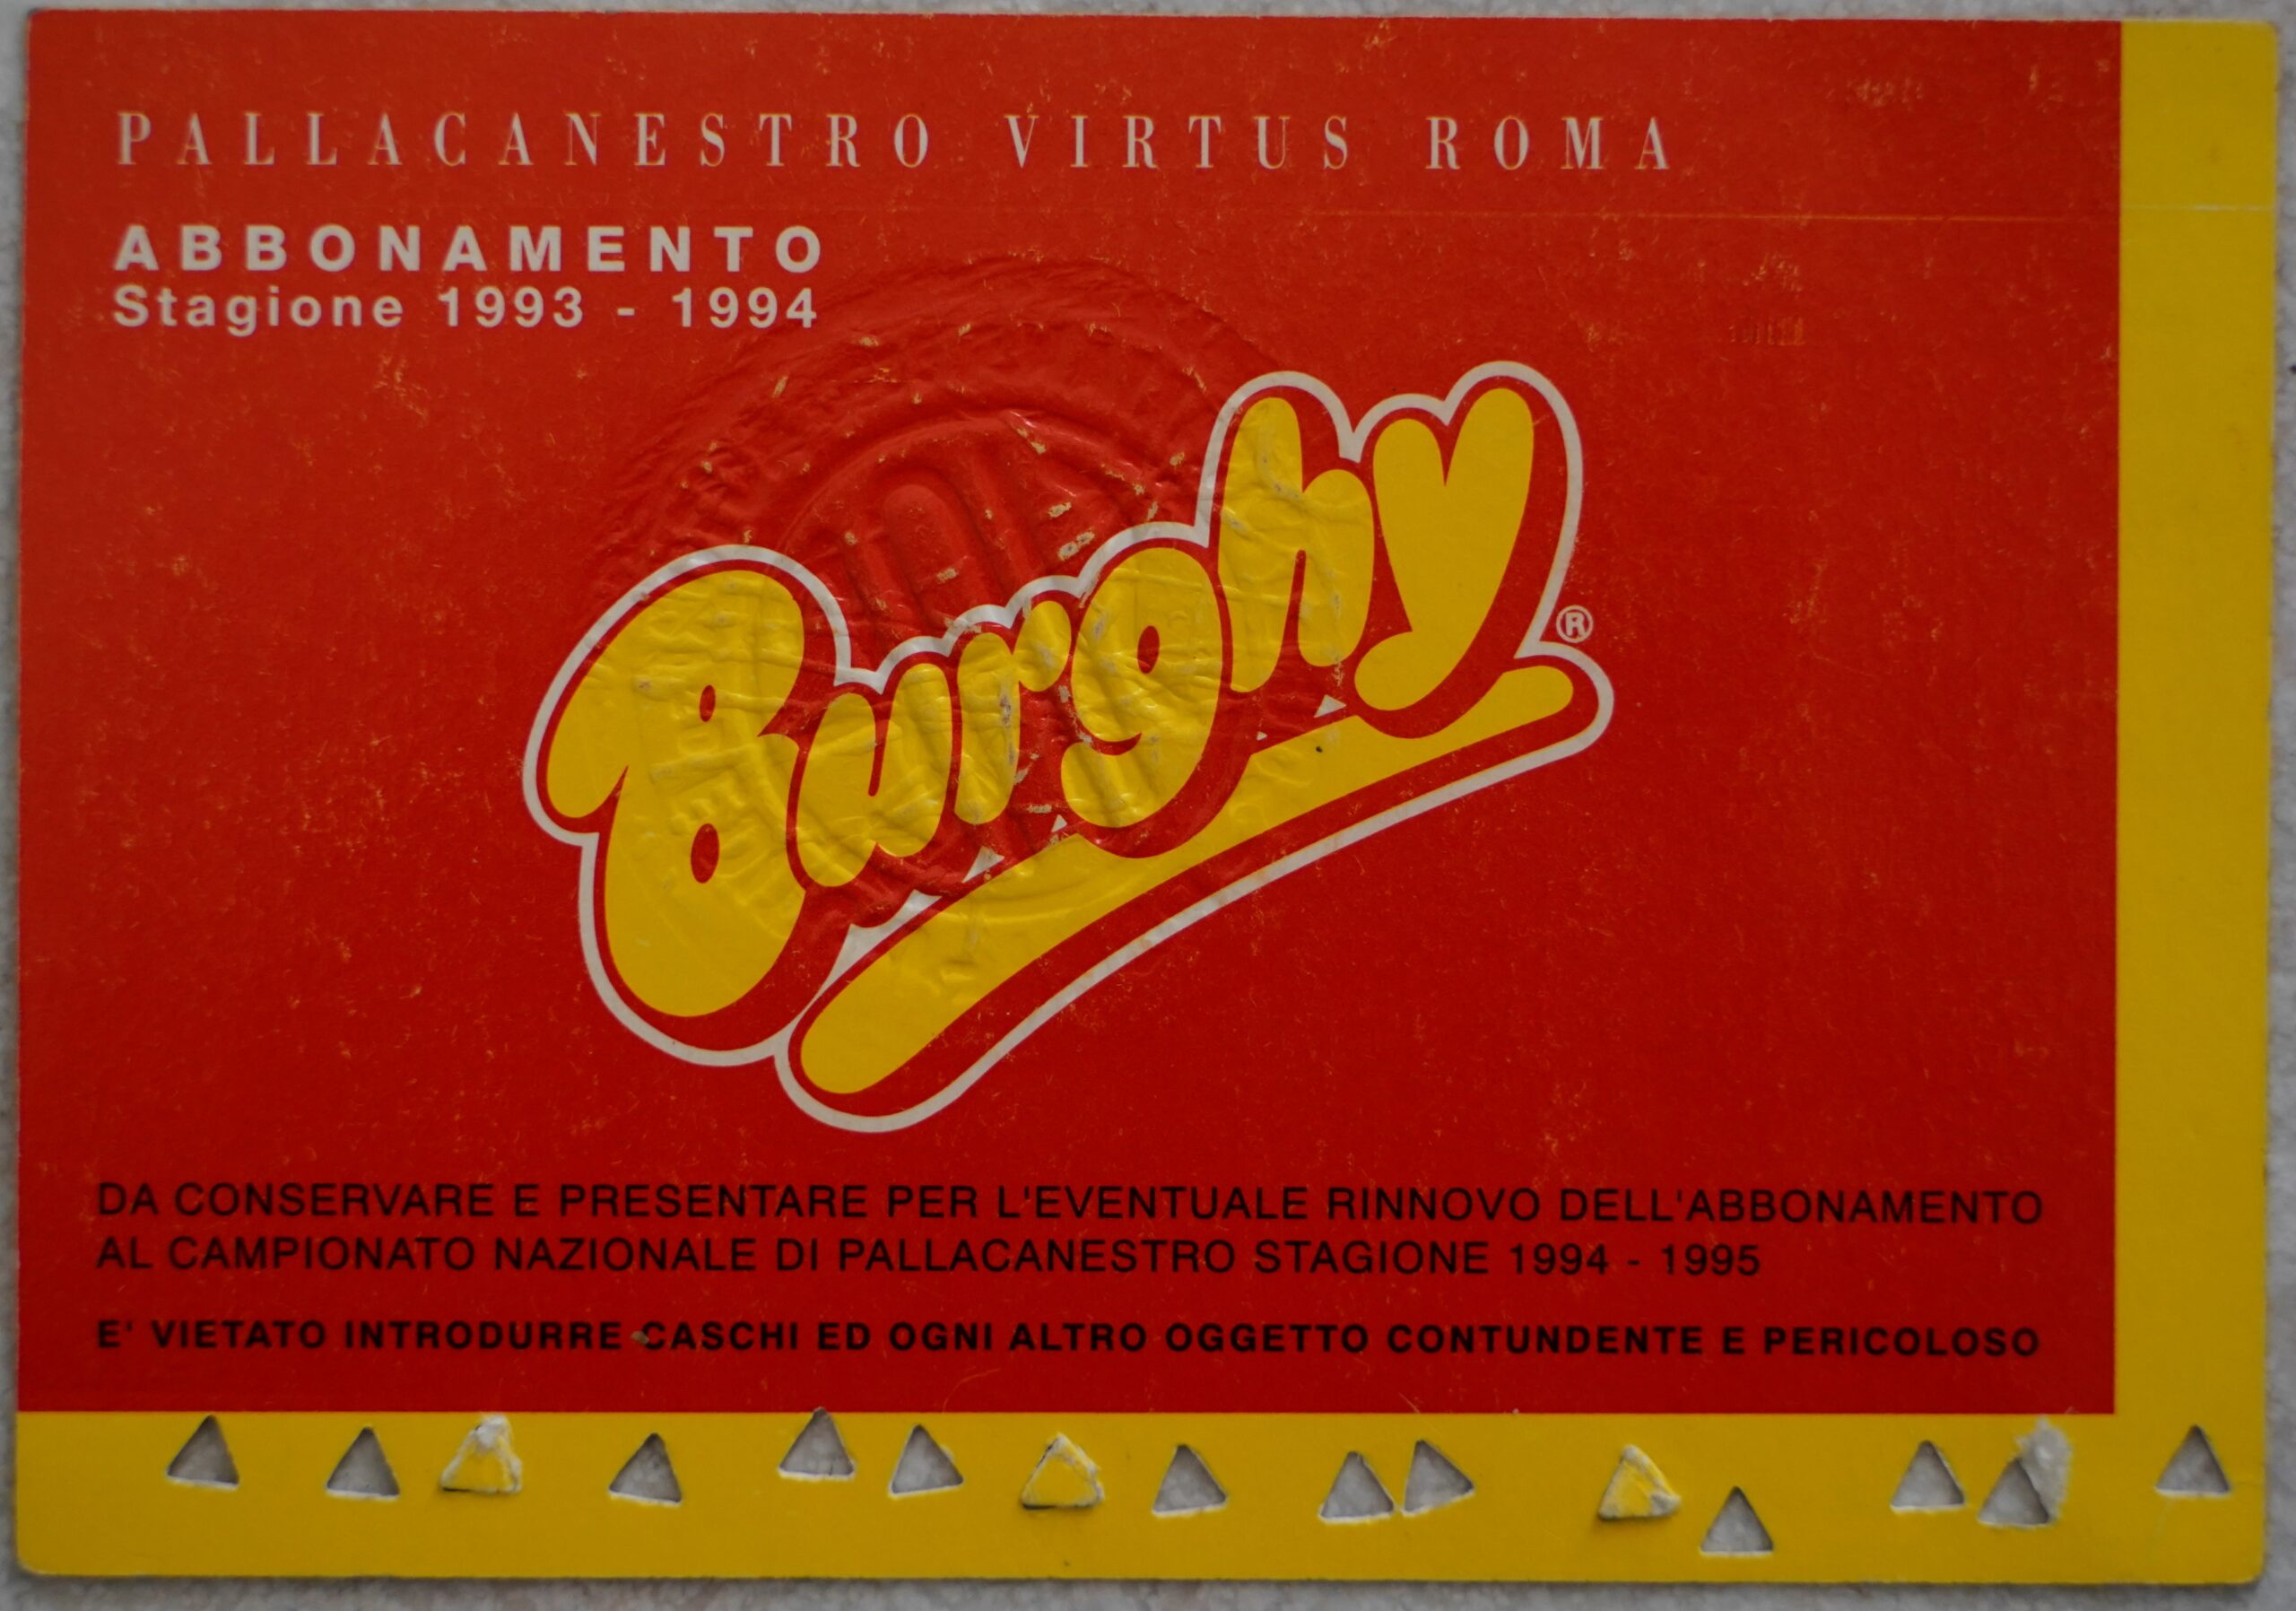 PALLACANESTRO VIRTUS ROMA
ABBONAMENTO
Stagione 1993 - 1994
Burghy
®
DA CONSERVARE E PRESENTARE PER L'EVENTUALE RINNOVO DELL'ABBONAMENTO
AL CAMPIONATO NAZIONALE DI PALLACANESTRO STAGIONE 1994 - 1995
E' VIETATO INTRODURRE CASCHI ED OGNI ALTRO OGGETTO CONTUNDENTE E PERICOLOSO